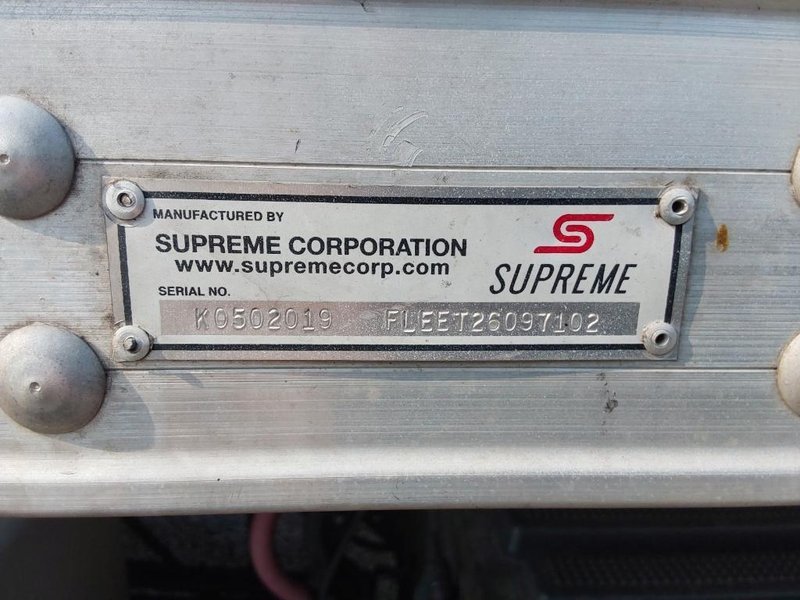 MANUFACTURED BY
SUPREME CORPORATION
www.supremecorp.com
SUPREME
SERIAL NO.
K0502019 FLEET26097102